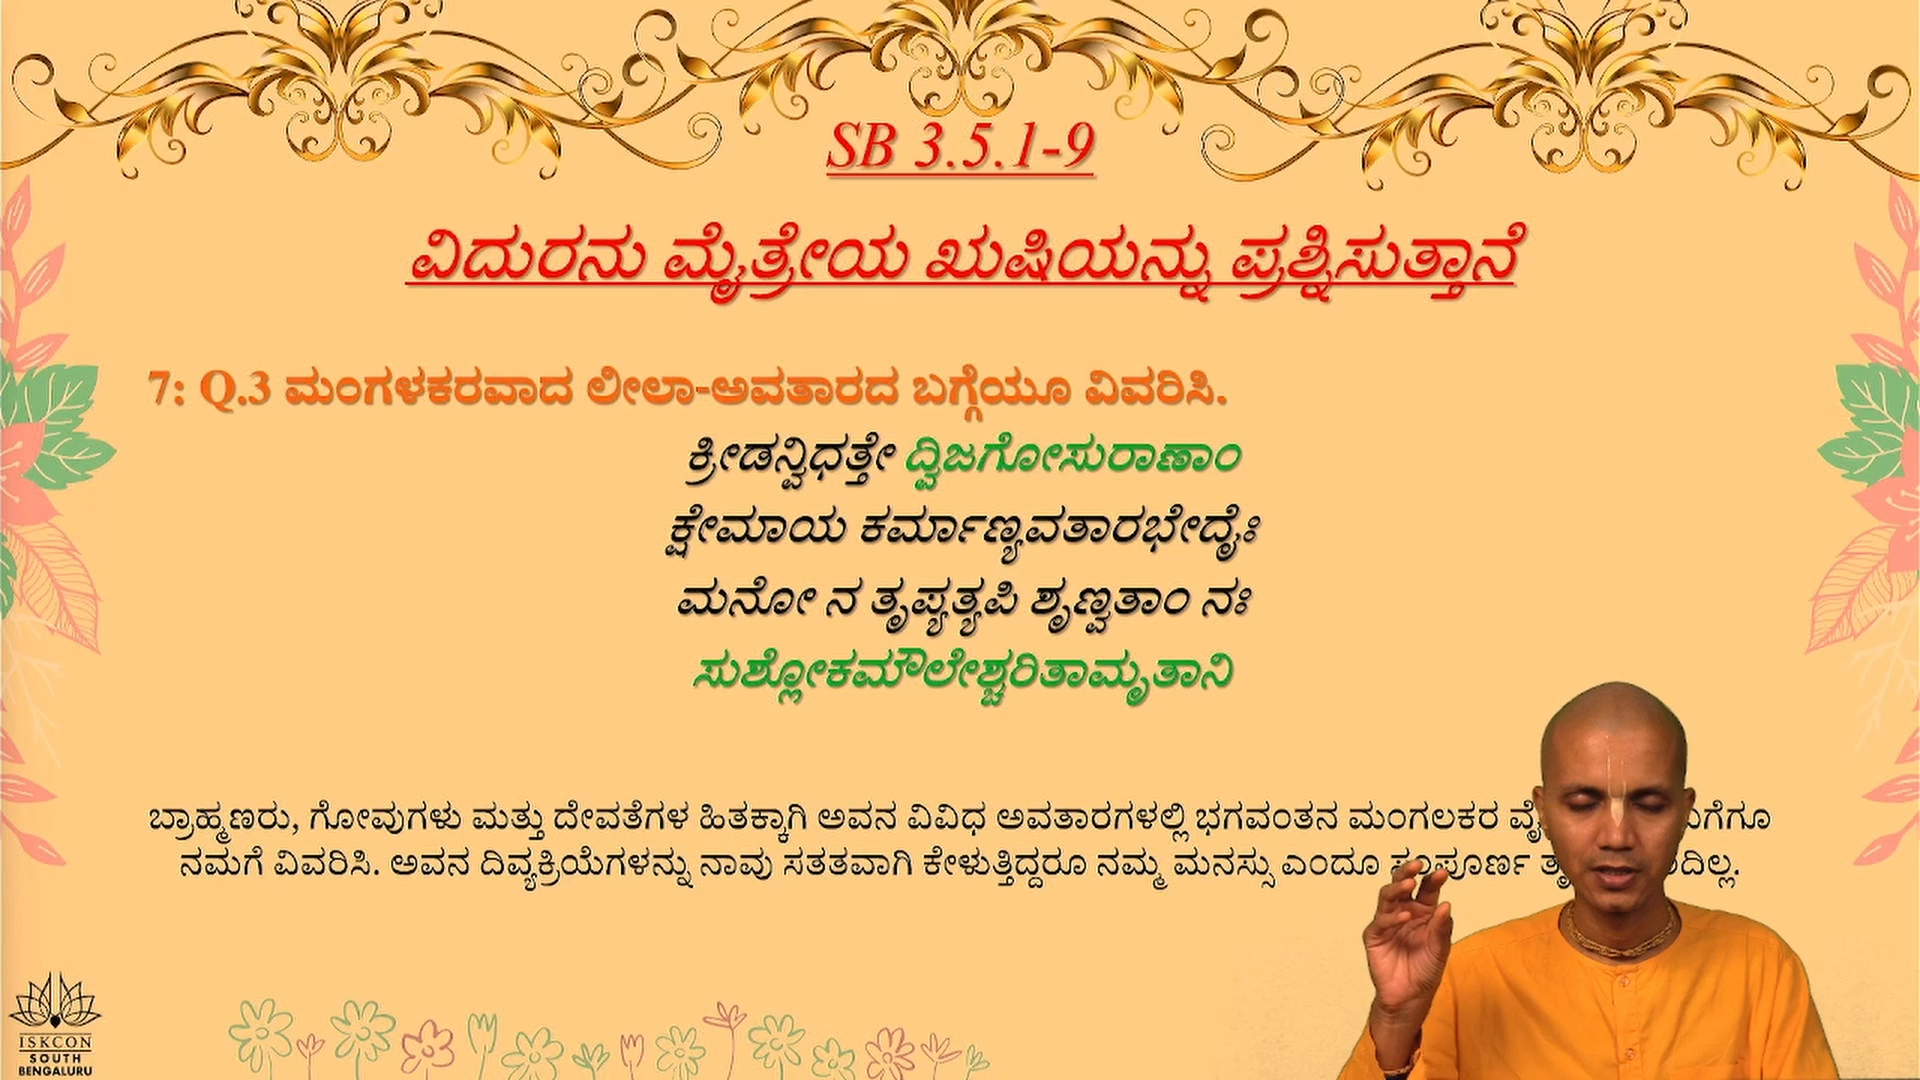 SB 3.5.1-9
ವಿದುರನು ಮೈತ್ರೇಯ ಋಷಿಯನ್ನು ಪ್ರಶ್ನಿಸುತ್ತಾನೆ
7: Q.3 ಮಂಗಳಕರವಾದ ಲೀಲಾ-ಅವತಾರದ ಬಗ್ಗೆಯೂ ವಿವರಿಸಿ.
ಕ್ರೀಡನ್ವಿಧತ್ತೇ ದ್ವಿಜಗೋಸುರಾಣಾಂ
ಕ್ಷೇಮಾಯ ಕರ್ಮಾಣ್ಯವತಾರಭೇದೈಃ
ಮನೋ ನ ತೃಪ್ಯತ್ಯಪಿ ಶೃಣ್ವತಾಂ ನಃ
ಸುಶ್ಲೋಕಮೌಲೇಶ್ಚರಿತಾಮೃತಾನಿ
ಬ್ರಾಹ್ಮಣರು, ಗೋವುಗಳು ಮತ್ತು ದೇವತೆಗಳ ಹಿತಕ್ಕಾಗಿ ಅವನ ವಿವಿಧ ಅವತಾರಗಳಲ್ಲಿ ಭಗವಂತನ ಮಂಗಲಕರ
ನಮಗೆ ವಿವರಿಸಿ. ಅವನ ದಿವ್ಯಕ್ರಿಯೆಗಳನ್ನು ನಾವು ಸತತವಾಗಿ ಕೇಳುತ್ತಿದ್ದರೂ ನಮ್ಮ ಮನಸ್ಸು ಎಂದೂ ಸಂಪೂರ್ಣ
ISKCON
SOUTH
BENGALURU